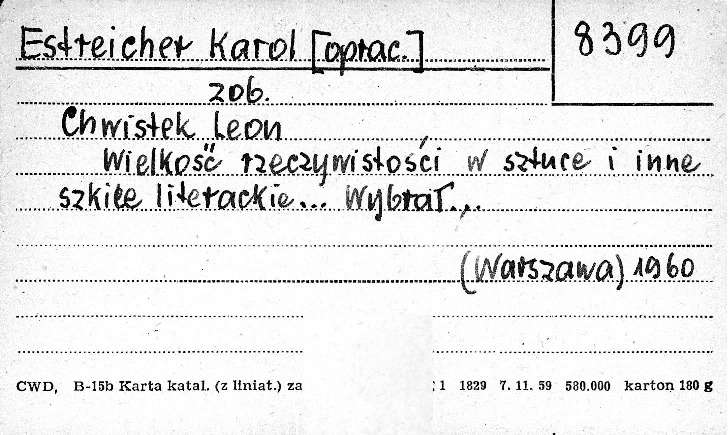 Estreicher Karol [oprac.]
8399
zob.
Chwistek Leon
Wielkość rzeczywistości w sztuce i inne
szkice literackie... Wybrał...
(Warszawa) 1960
CWD, B-15b Karta katal. (z liniat.) za 1 1829 7. 11. 59 580.000 karton 180 g